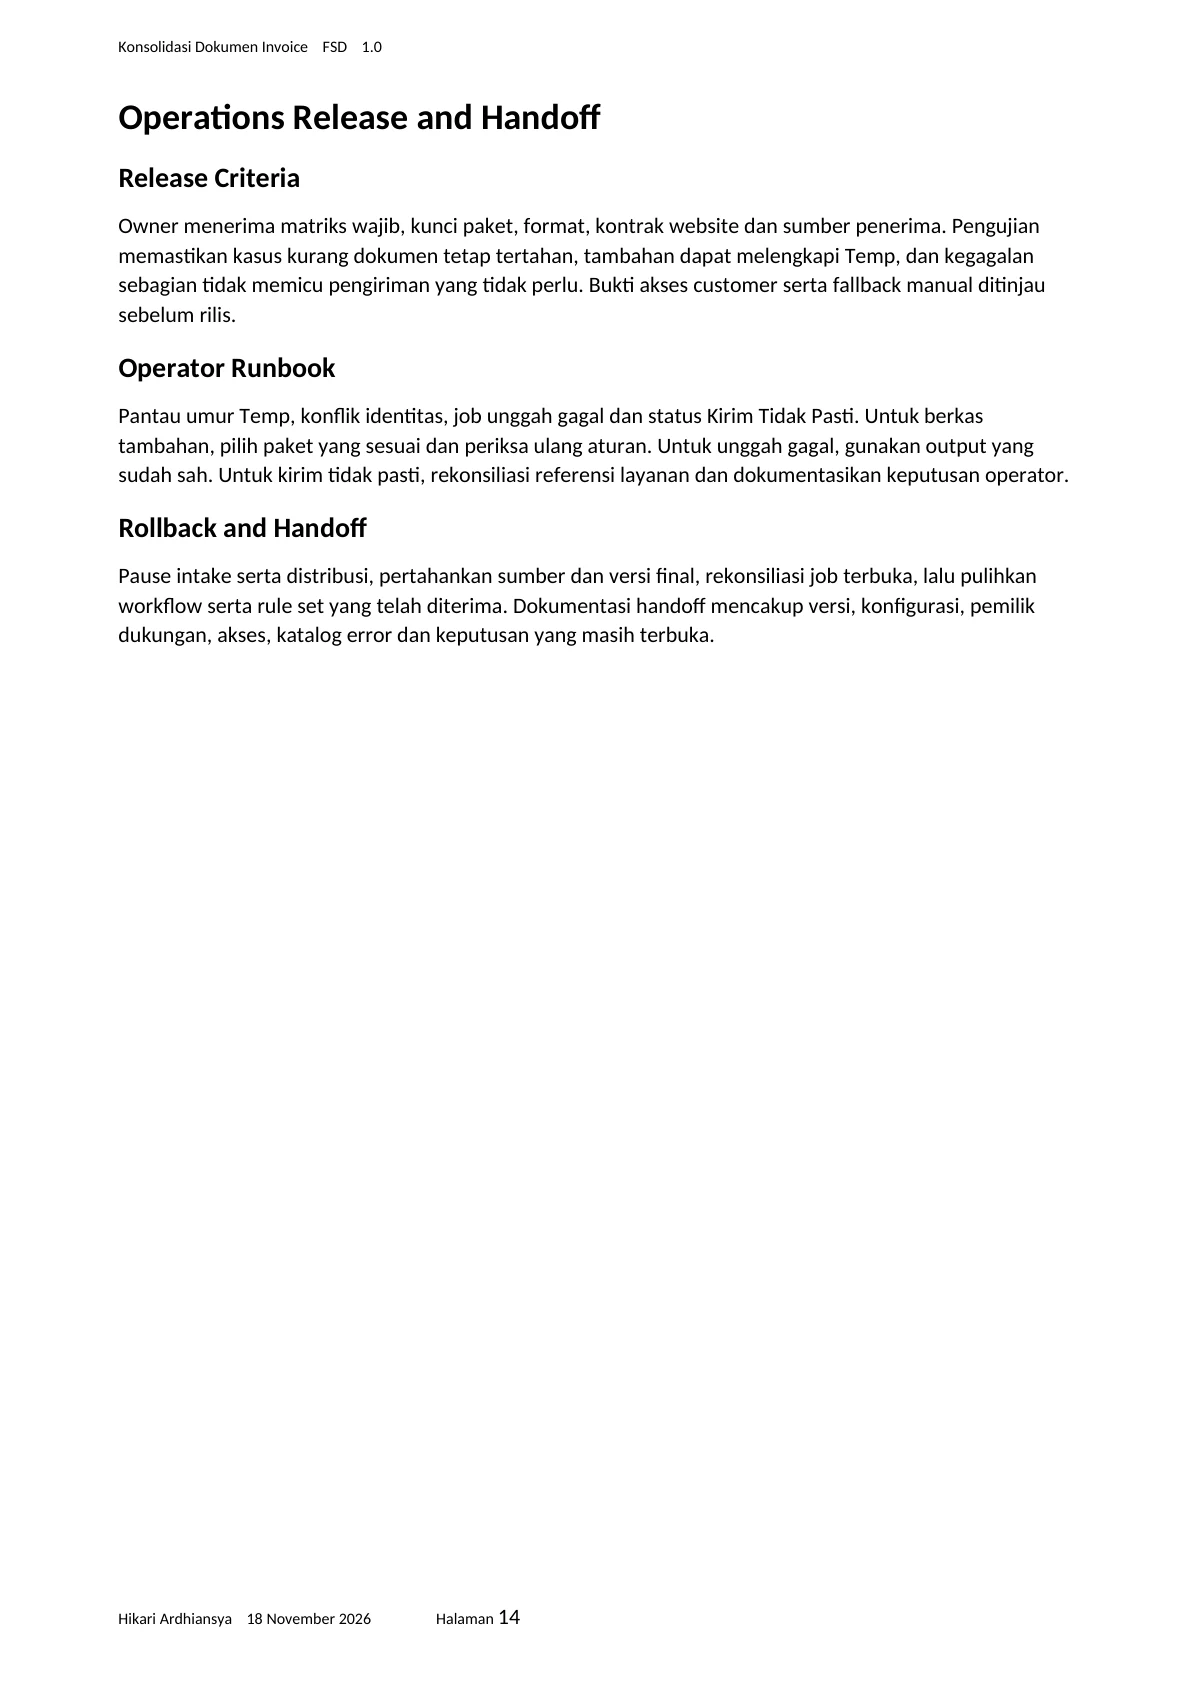 Konsolidasi Dokumen Invoice FSD 1.0
Operations Release and Handoff
Release Criteria
Owner menerima matriks wajib, kunci paket, format, kontrak website dan sumber penerima. Pengujian
memastikan kasus kurang dokumen tetap tertahan, tambahan dapat melengkapi Temp, dan kegagalan
sebagian tidak memicu pengiriman yang tidak perlu. Bukti akses customer serta fallback manual ditinjau
sebelum rilis.
Operator Runbook
Pantau umur Temp, konflik identitas, job unggah gagal dan status Kirim Tidak Pasti. Untuk berkas
tambahan, pilih paket yang sesuai dan periksa ulang aturan. Untuk unggah gagal, gunakan output yang
sudah sah. Untuk kirim tidak pasti, rekonsiliasi referensi layanan dan dokumentasikan keputusan operator.
Rollback and Handoff
Pause intake serta distribusi, pertahankan sumber dan versi final, rekonsiliasi job terbuka, lalu pulihkan
workflow serta rule set yang telah diterima. Dokumentasi handoff mencakup versi, konfigurasi, pemilik
dukungan, akses, katalog error dan keputusan yang masih terbuka.
Hikari Ardhiansya 18 November 2026 Halaman 14